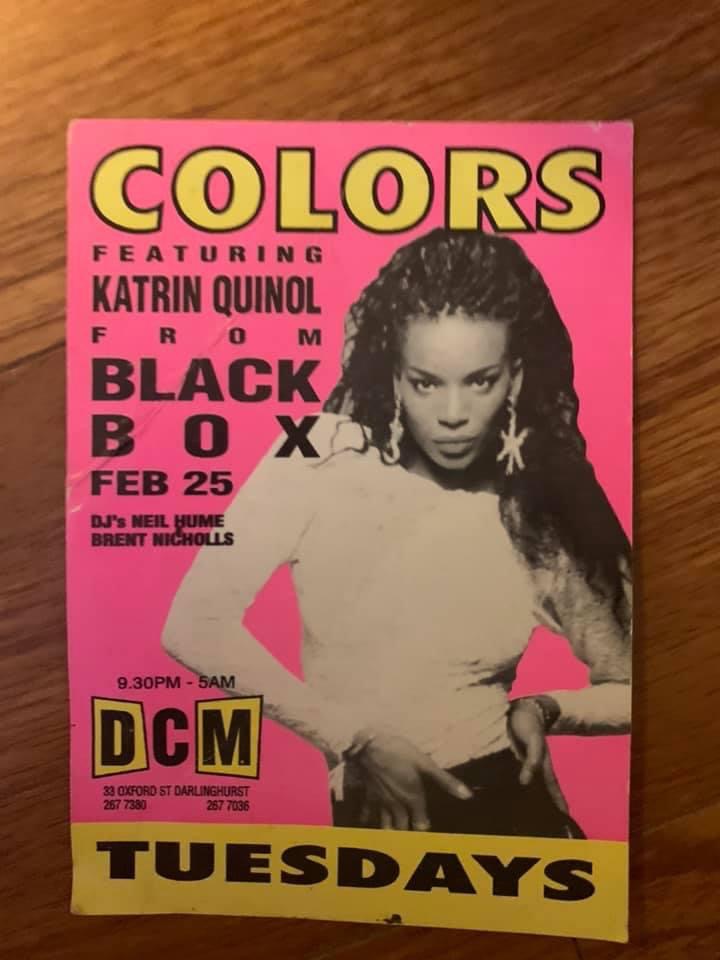 COLORS
FEATURING
KATRIN QUINOL
FROM
BLACK
BOX
FEB 25
DJ's NEIL HUME
&
BRENT NICHOLLS
9.30PM - 5AM
DCM
33 OXFORD ST DARLINGHURST
267 7380 267 7036
TUESDAYS